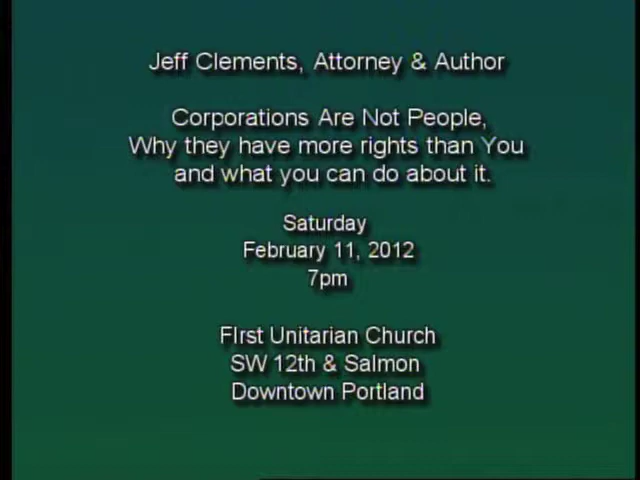 Jeff Clements, Attorney & Author
Corporations Are Not People,
Why they have more rights than You
and what you can do about it.
Saturday
February 11, 2012
7pm
FIrst Unitarian Church
SW 12th & Salmon
Downtown Portland